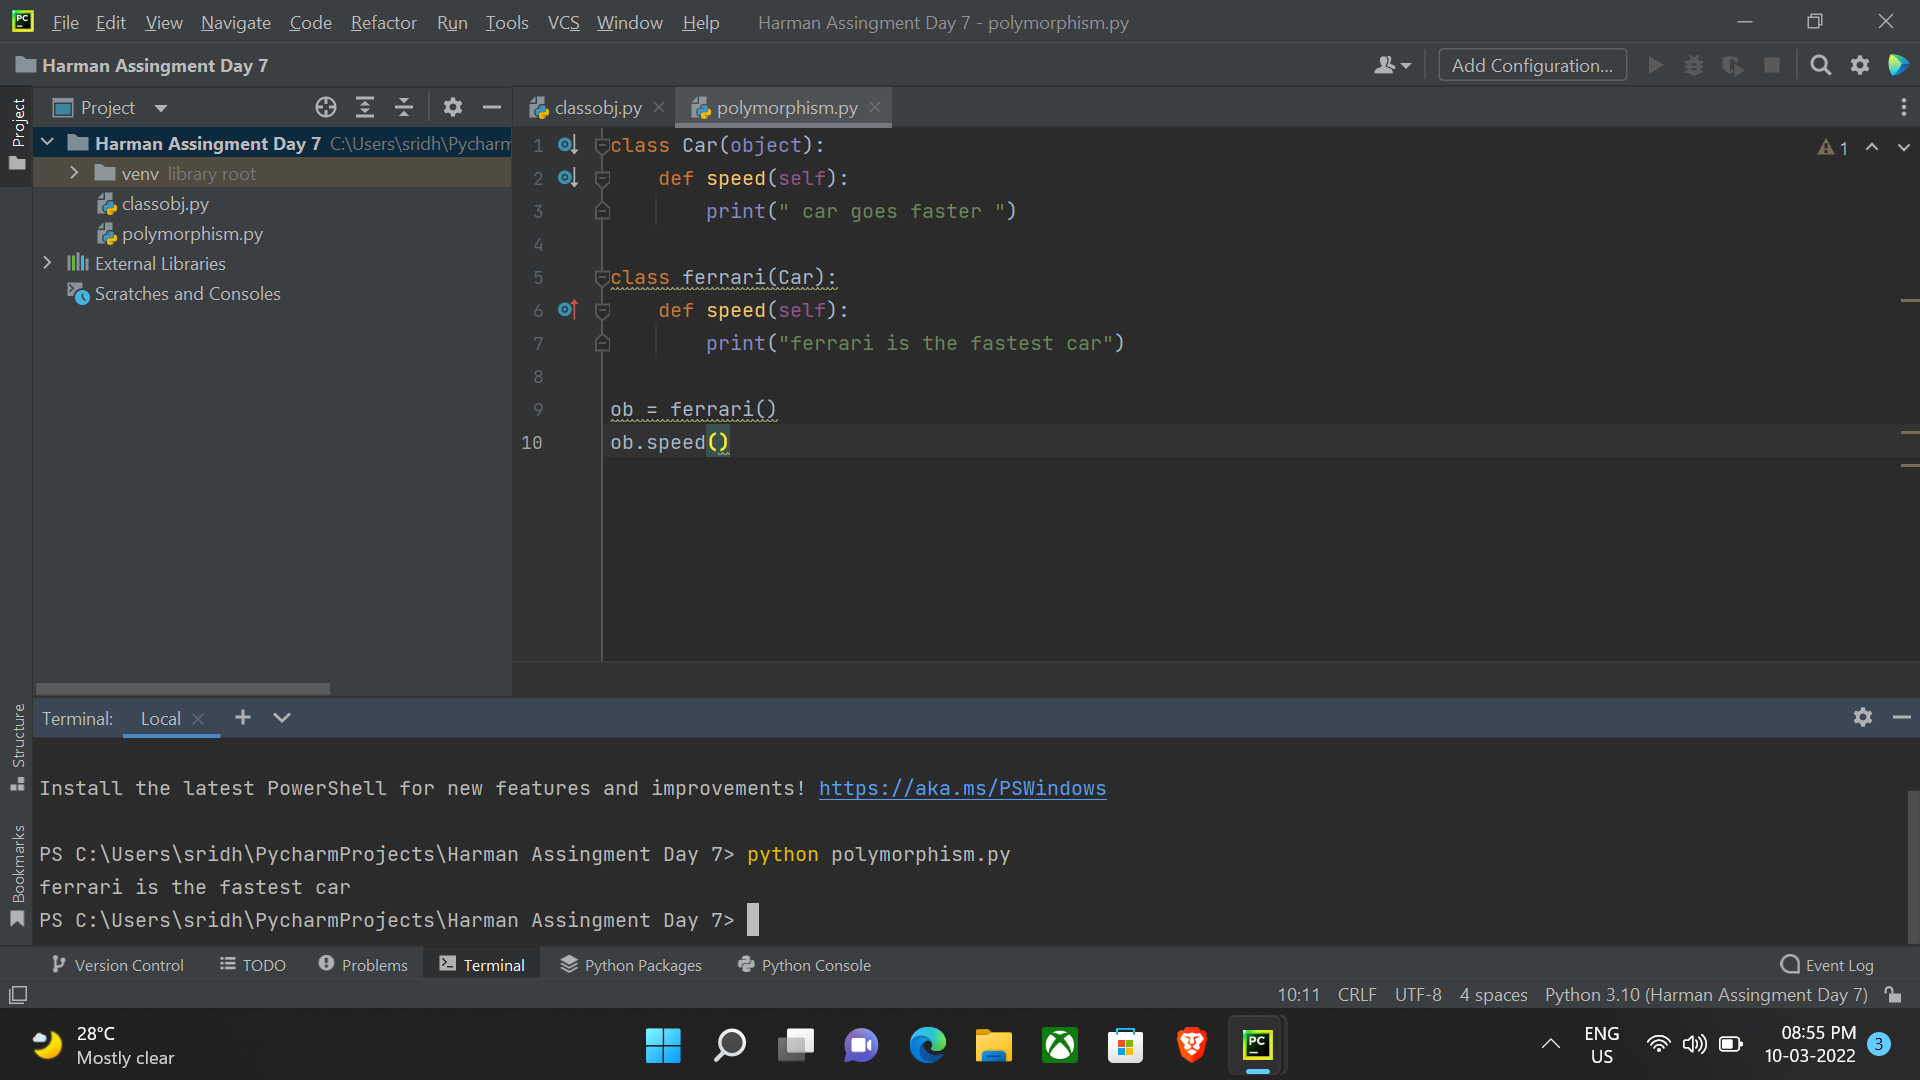 File Edit View Navigate Code Refactor Run Tools VCS Window Help Harman Assingment Day 7 - polymorphism.py
Harman Assingment Day 7
Add Configuration...
Project
Project
classobj.py
polymorphism.py
Harman Assingment Day 7 C:\Users\sridh\Pycharm
venv library root
classobj.py
polymorphism.py
External Libraries
Scratches and Consoles
1 class Car(object):
2 def speed(self):
3 print(" car goes faster ")
4
5 class ferrari(Car):
6 def speed(self):
7 print("ferrari is the fastest car")
8
9 ob = ferrari()
10 ob.speed()
1
Structure
Bookmarks
Terminal: Local
Install the latest PowerShell for new features and improvements! https://aka.ms/PSWindows
PS C:\Users\sridh\PycharmProjects\Harman Assingment Day 7> python polymorphism.py
ferrari is the fastest car
PS C:\Users\sridh\PycharmProjects\Harman Assingment Day 7>
Version Control TODO Problems Terminal Python Packages Python Console Event Log
10:11 CRLF UTF-8 4 spaces Python 3.10 (Harman Assingment Day 7)
28°C
Mostly clear
PC
ENG
US
08:55 PM
10-03-2022
3